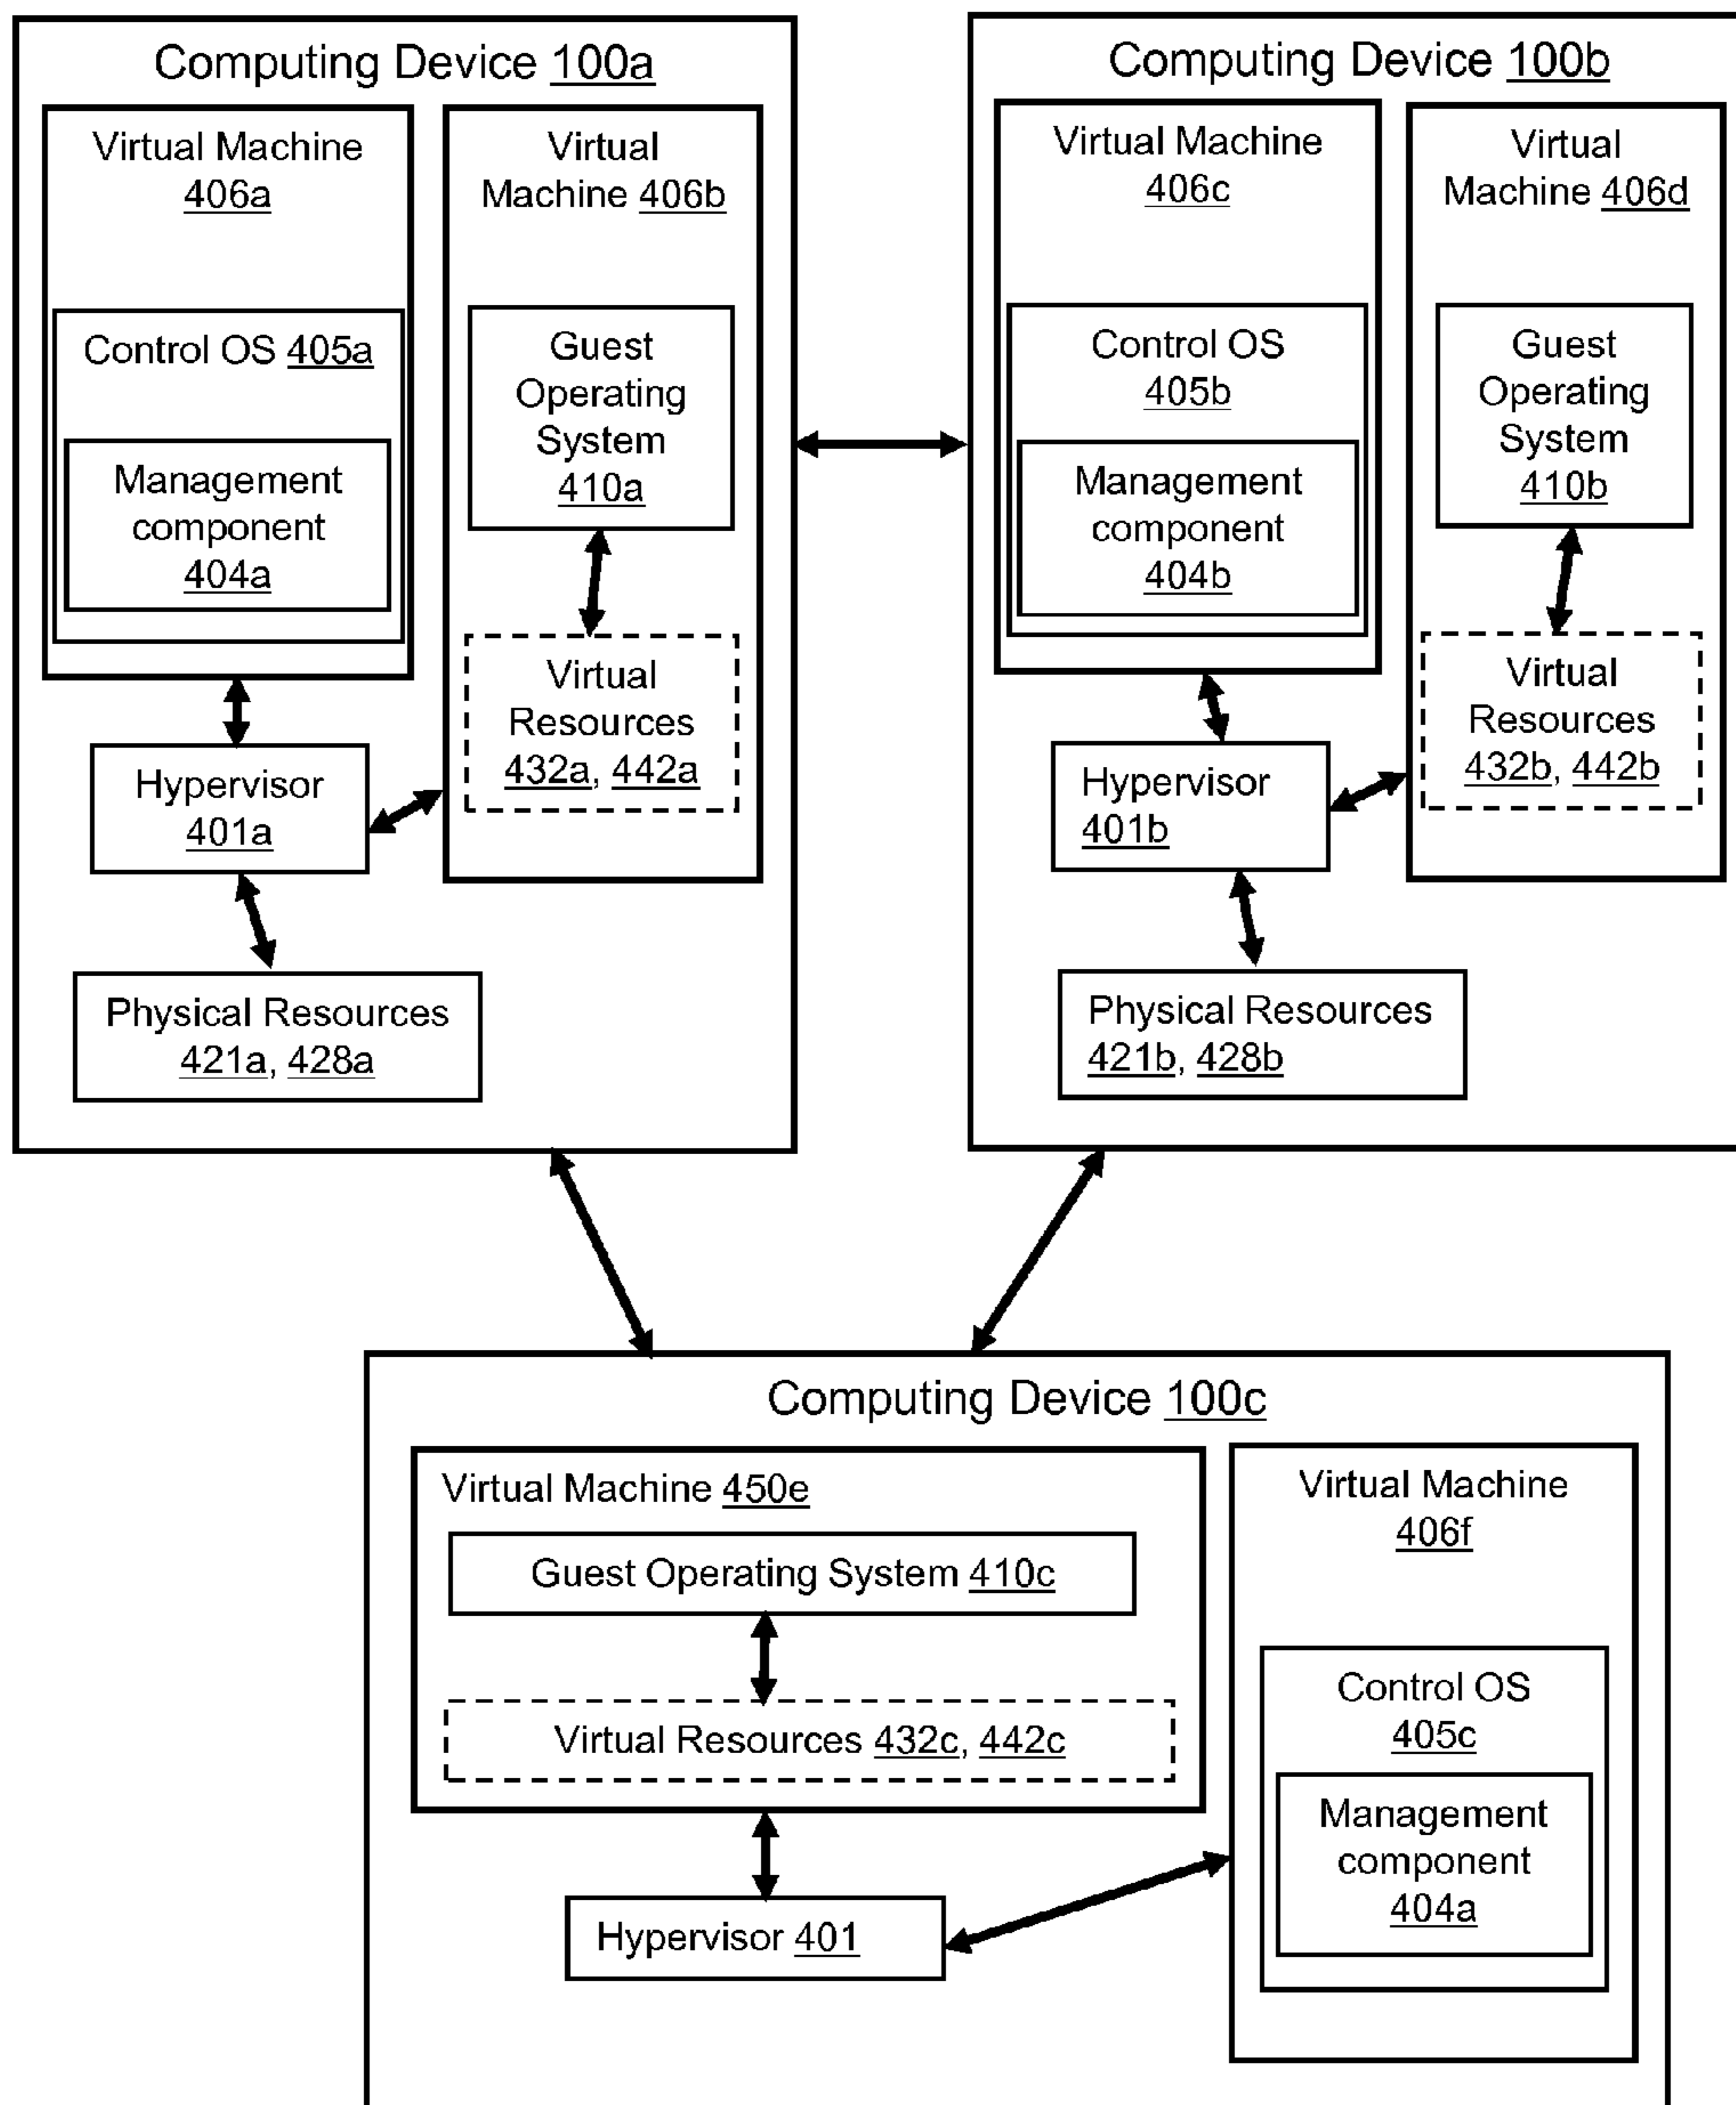 Computing Device 100a
Virtual Machine
406a
Control OS 405a
Management
component
404a
Virtual
Machine 406b
Guest
Operating
System
410a
Virtual
Resources
432a, 442a
Hypervisor
401a
Physical Resources
421a, 428a
Computing Device 100b
Virtual Machine
406c
Control OS
405b
Management
component
404b
Virtual
Machine 406d
Guest
Operating
System
410b
Virtual
Resources
432b, 442b
Hypervisor
401b
Physical Resources
421b, 428b
Computing Device 100c
Virtual Machine 450e
Guest Operating System 410c
Virtual Resources 432c, 442c
Hypervisor 401
Virtual Machine
406f
Control OS
405c
Management
component
404a